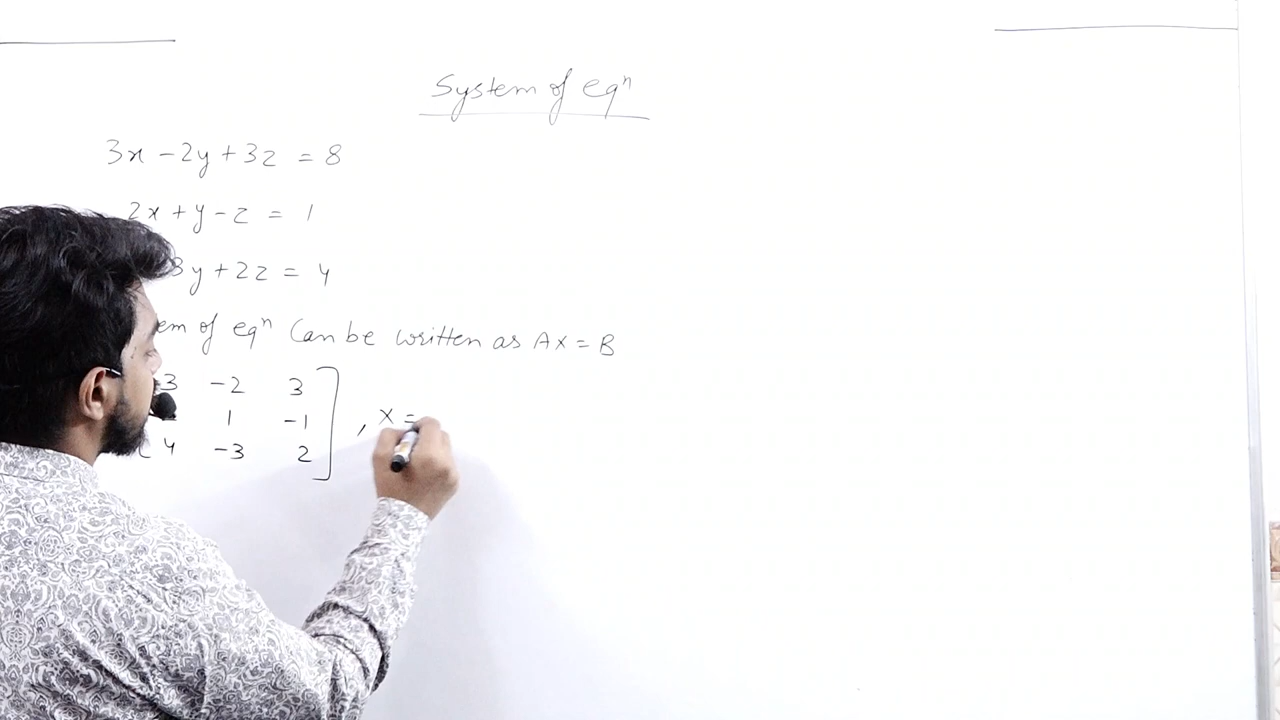 System of eqⁿ
3x - 2y + 3z = 8
2x + y - z = 1
3y + 2z = 4
of eqⁿ Can be written as AX = B
3 -2 3
1 -1
4 -3 2
, X =